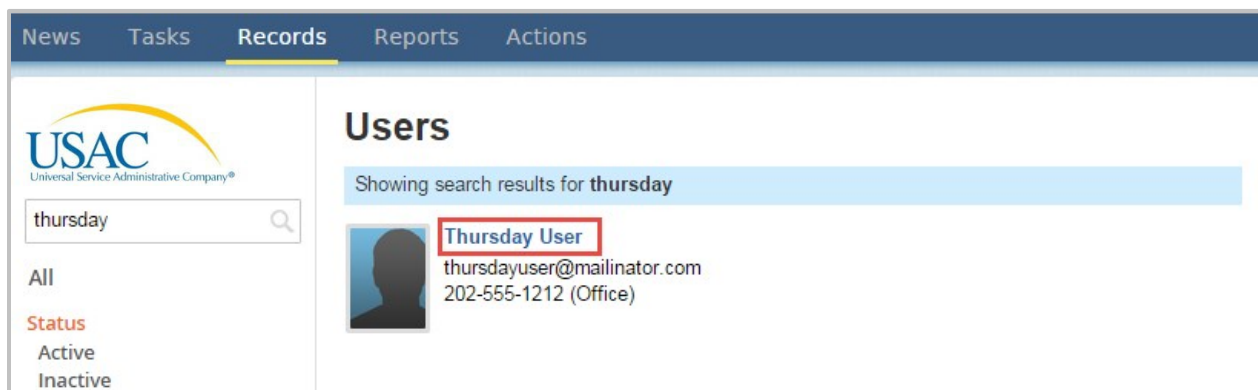 News Tasks Records Reports Actions
USAC
Universal Service Administrative Company®
thursday
All
Status
Active
Inactive
Users
Showing search results for thursday
Thursday User
thursdayuser@mailinator.com
202-555-1212 (Office)